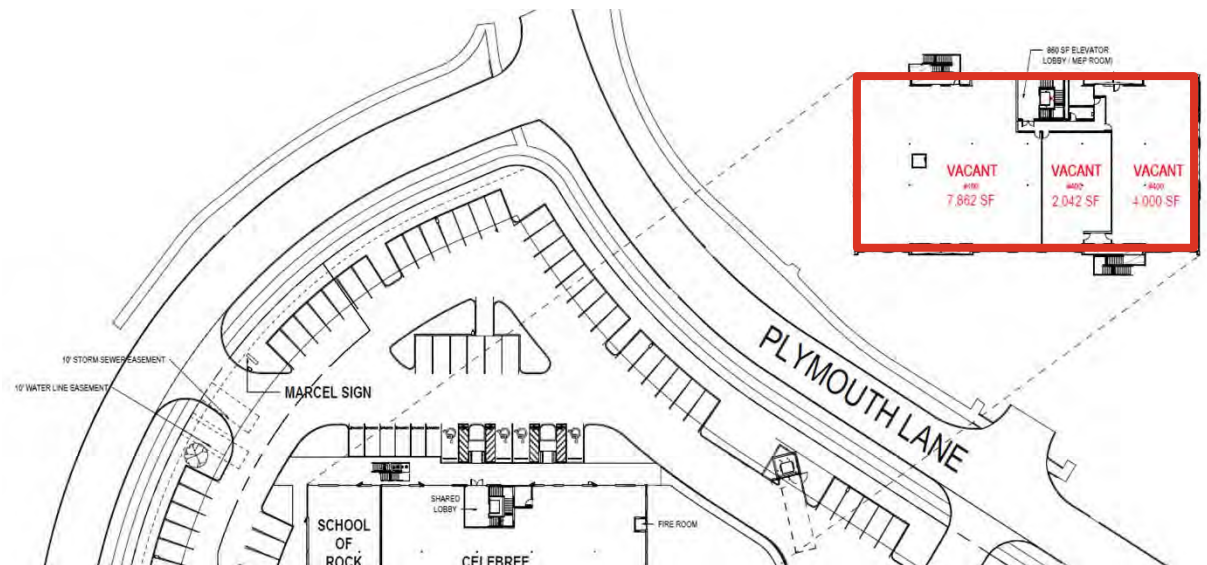 860 SF ELEVATOR
LOBBY / MEP ROOM)
VACANT
7,862 SF
VACANT
2,042 SF
VACANT
4,000 SF
PLYMOUTH LANE
10' STORM SEWER EASEMENT
10' WATER LINE EASEMENT
MARCEL SIGN
SHARED
LOBBY
FIRE ROOM
SCHOOL
OF
ROCK
CELEBREE